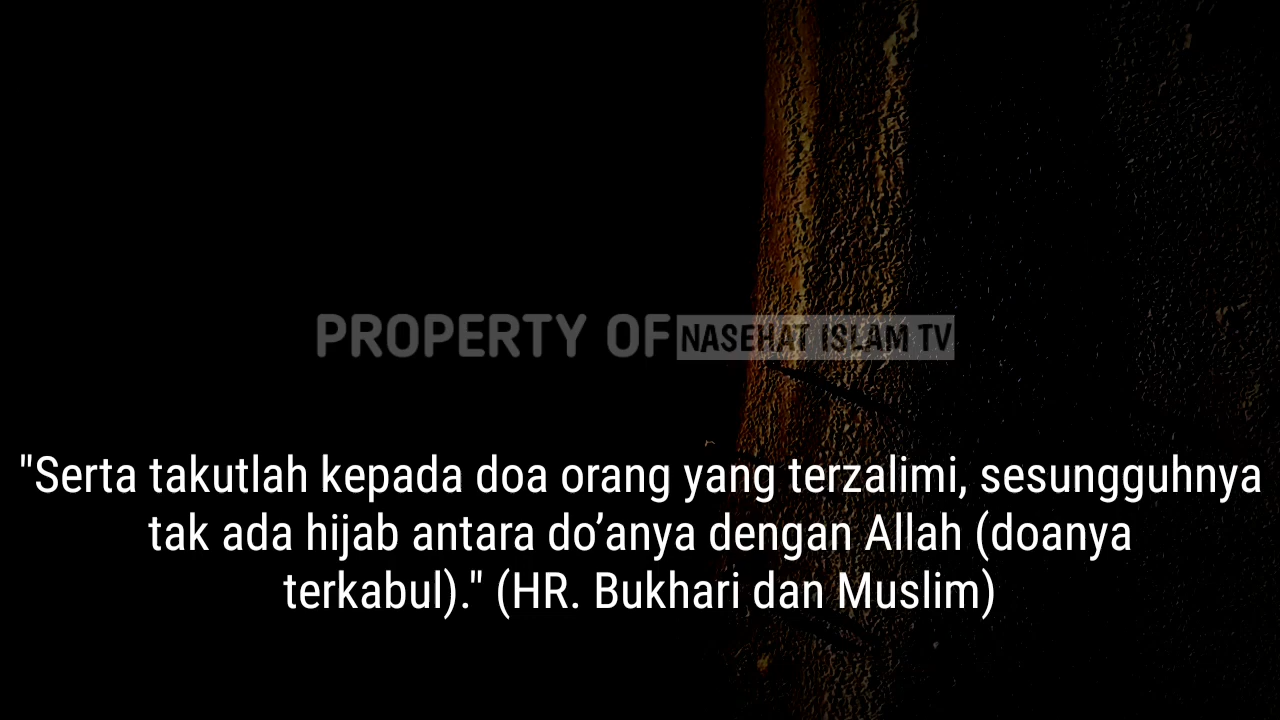 PROPERTY OF NASEHAT ISLAM TV
"Serta takutlah kepada doa orang yang terzalimi, sesungguhnya
tak ada hijab antara do’anya dengan Allah (doanya
terkabul)." (HR. Bukhari dan Muslim)